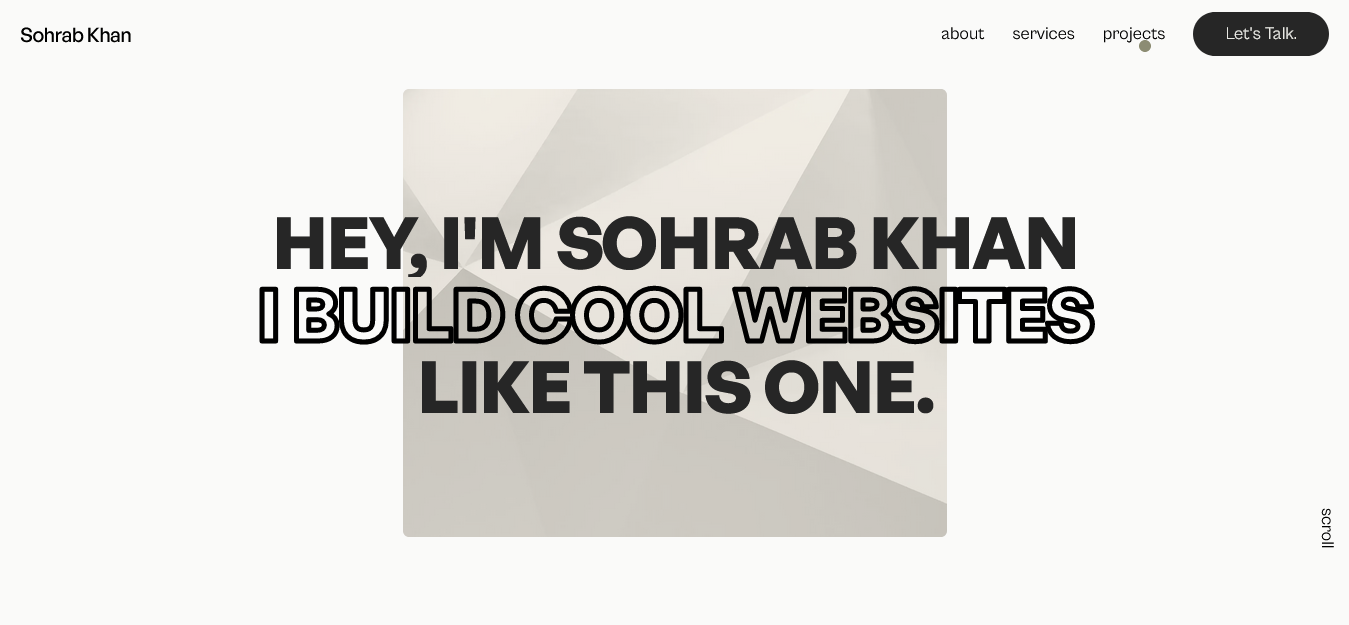 Sohrab Khan
about
services
projects
Let's Talk.
HEY, I'M SOHRAB KHAN
I BUILD COOL WEBSITES
LIKE THIS ONE.
scroll